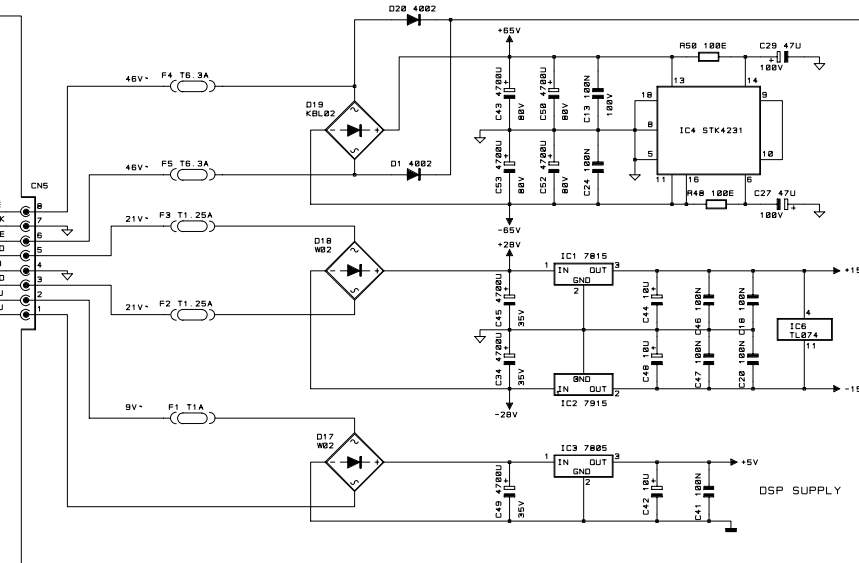 D20 4002
+65V
R50 100E
C29 47U
100V
46V~
F4 T6.3A
D19
KBL02
C43 4700U
80V
C50 4700U
80V
C13 100N
100V
13
14
18
9
8
IC4 STK4231
5
10
11
16
6
46V~
F5 T6.3A
D1 4002
C53 4700U
80V
C52 4700U
80V
C24 100N
R48 100E
C27 47U
100V
-65V
CN5
8
7
6
5
4
3
2
1
21V~
F3 T1.25A
D18
W02
+28V
IC1 7815
1
IN
OUT
3
GND
2
+15
C45 4700U
35V
C44 10U
C46 100N
C18 100N
4
IC6
TL074
11
21V~
F2 T1.25A
C34 4700U
35V
C48 10U
C47 100N
C20 100N
GND
1
IN
OUT
2
IC2 7915
-15
-28V
9V~
F1 T1A
D17
W02
IC3 7805
1
IN
OUT
3
GND
2
+5V
C49 4700U
35V
C42 10U
C41 100N
DSP SUPPLY